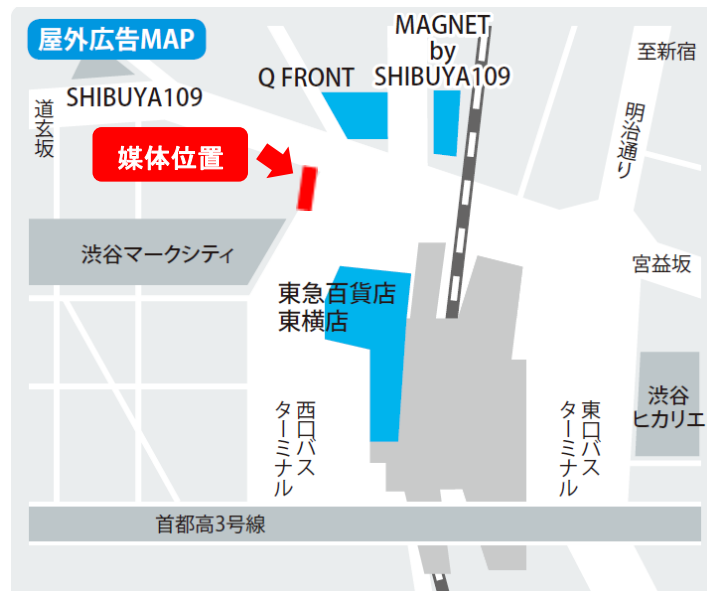 屋外広告MAP
MAGNET
by
SHIBUYA109
Q FRONT
至新宿
SHIBUYA109
道玄坂
明治通り
媒体位置
渋谷マークシティ
宮益坂
東急百貨店
東横店
渋谷
ヒカリエ
西口バス
ターミナル
東口バス
ターミナル
首都高3号線